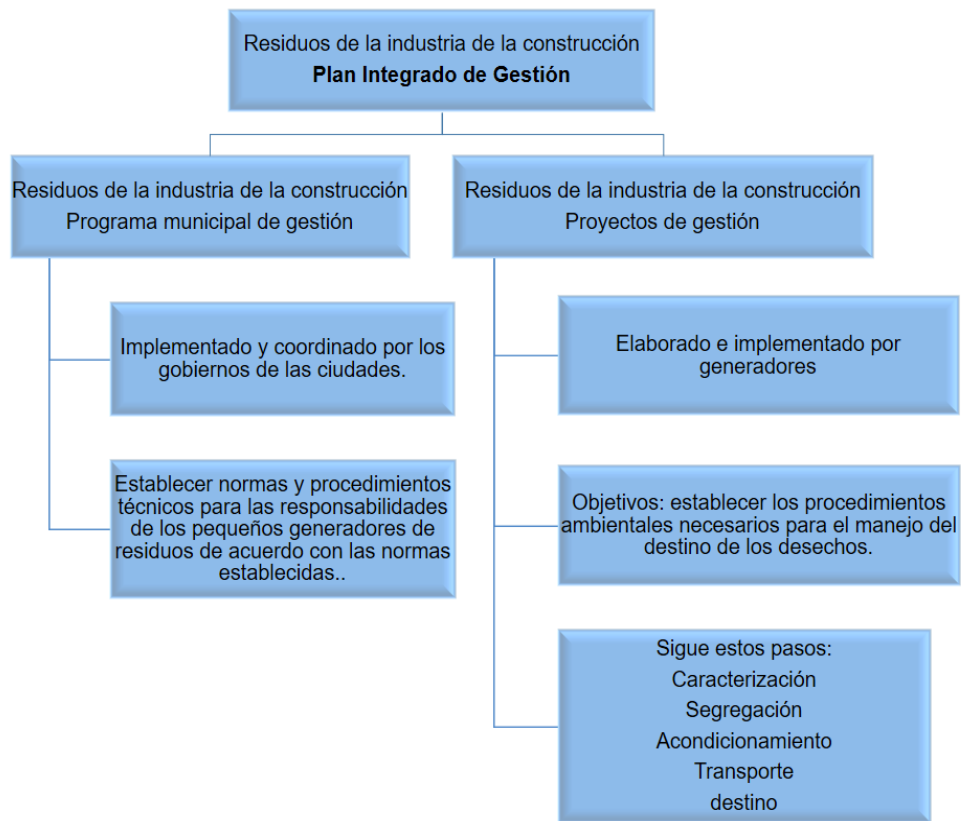 Residuos de la industria de la construcción
Plan Integrado de Gestión
Residuos de la industria de la construcción
Programa municipal de gestión
Implementado y coordinado por los
gobiernos de las ciudades.
Establecer normas y procedimientos
técnicos para las responsabilidades
de los pequeños generadores de
residuos de acuerdo con las normas
establecidas..
Residuos de la industria de la construcción
Proyectos de gestión
Elaborado e implementado por
generadores
Objetivos: establecer los procedimientos
ambientales necesarios para el manejo del
destino de los desechos.
Sigue estos pasos:
Caracterización
Segregación
Acondicionamiento
Transporte
destino